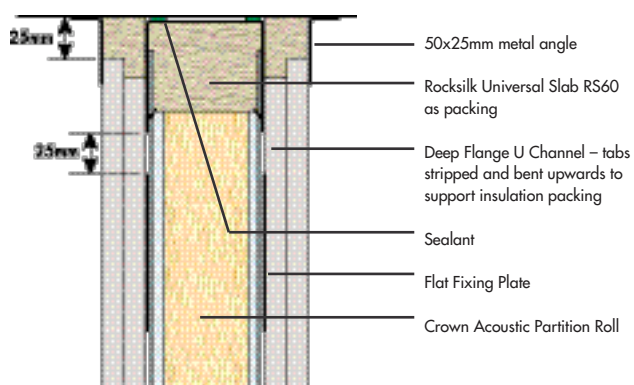 25mm
50x25mm metal angle
Rocksilk Universal Slab RS60
as packing
25mm
Deep Flange U Channel – tabs
stripped and bent upwards to
support insulation packing
Sealant
Flat Fixing Plate
Crown Acoustic Partition Roll